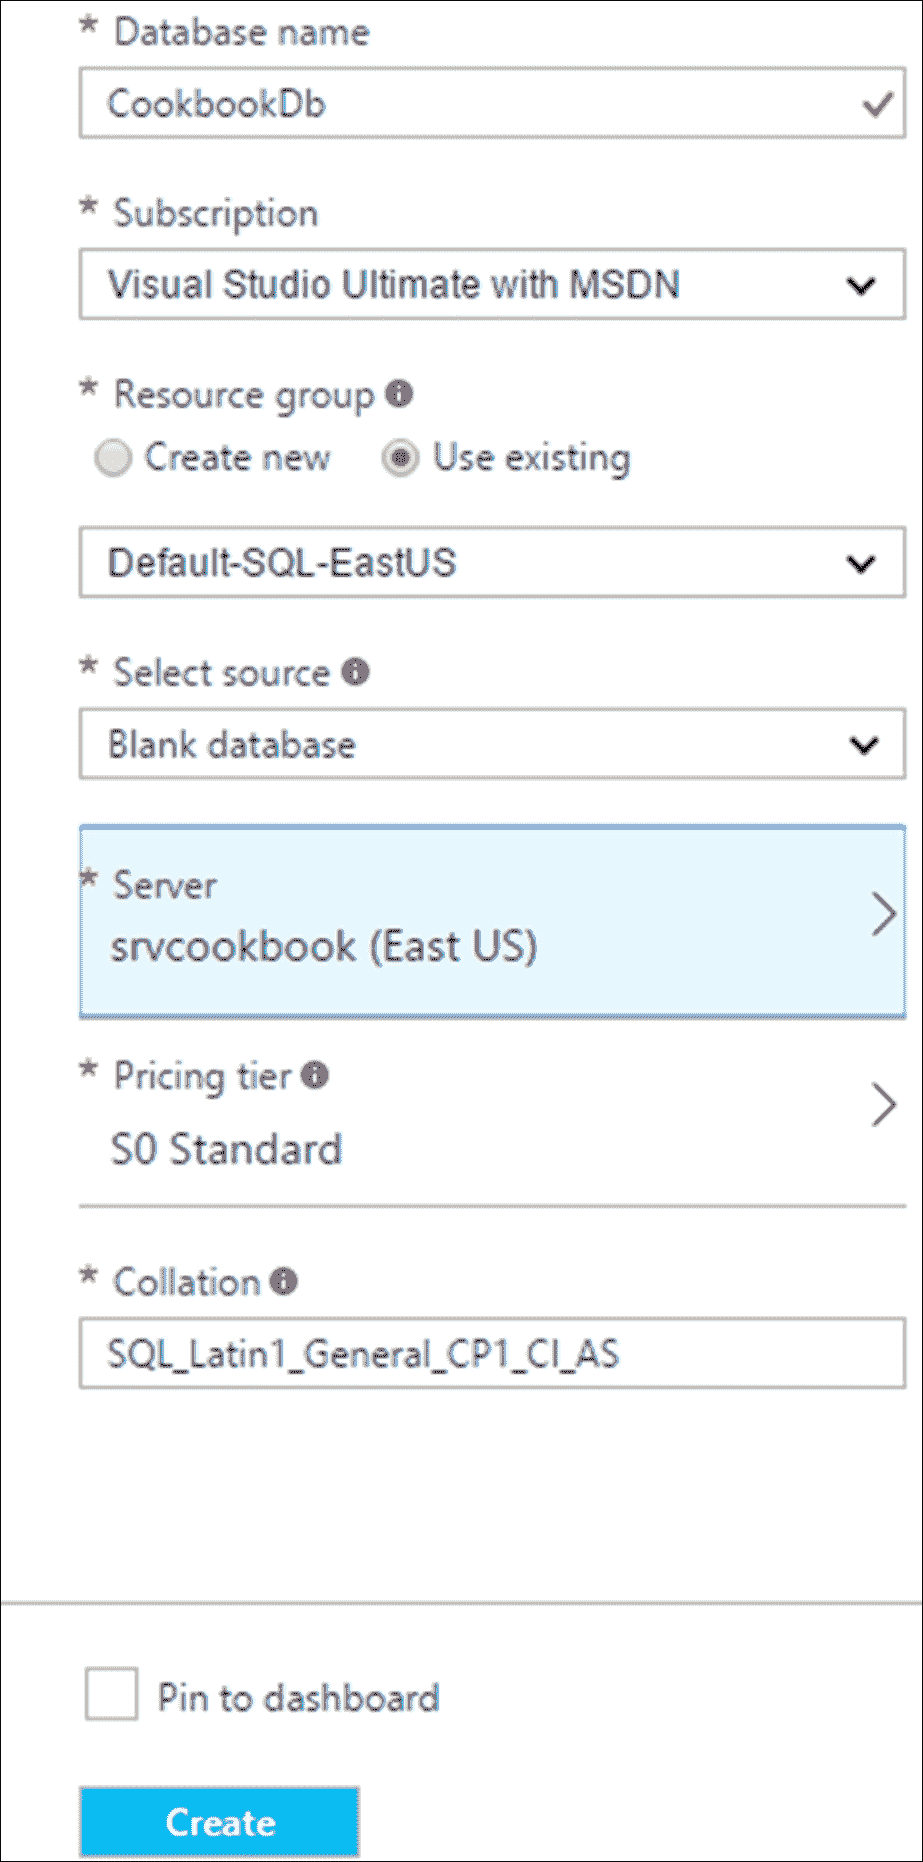 * Database name
CookbookDb
* Subscription
Visual Studio Ultimate with MSDN
* Resource group
Create new Use existing
Default-SQL-EastUS
* Select source
Blank database
* Server
srvcookbook (East US)
* Pricing tier
S0 Standard
* Collation
SQL_Latin1_General_CP1_CI_AS
Pin to dashboard
Create